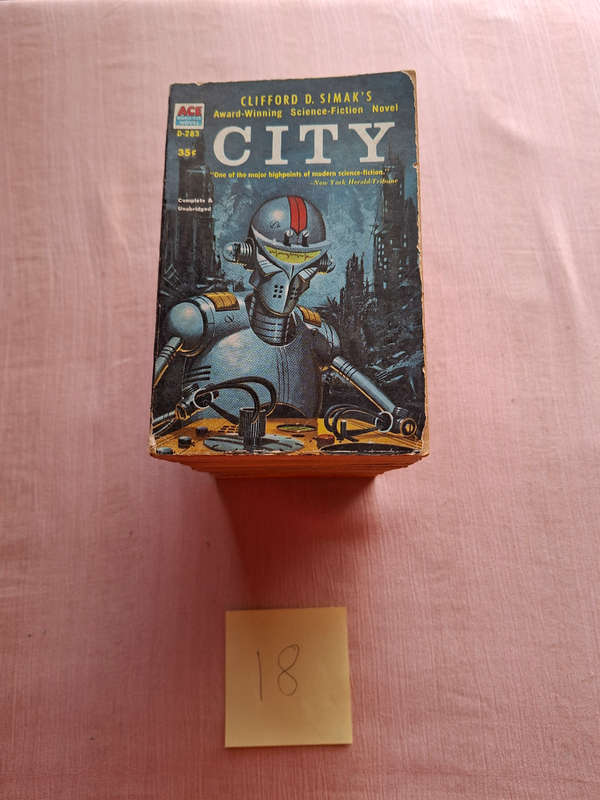 CLIFFORD D. SIMAK'S
ACE
Award-Winning Science-Fiction Novel
D-283
CITY
35¢
"One of the major highpoints of modern science-fiction."
—New York Herald-Tribune
Complete &
Unabridged
18